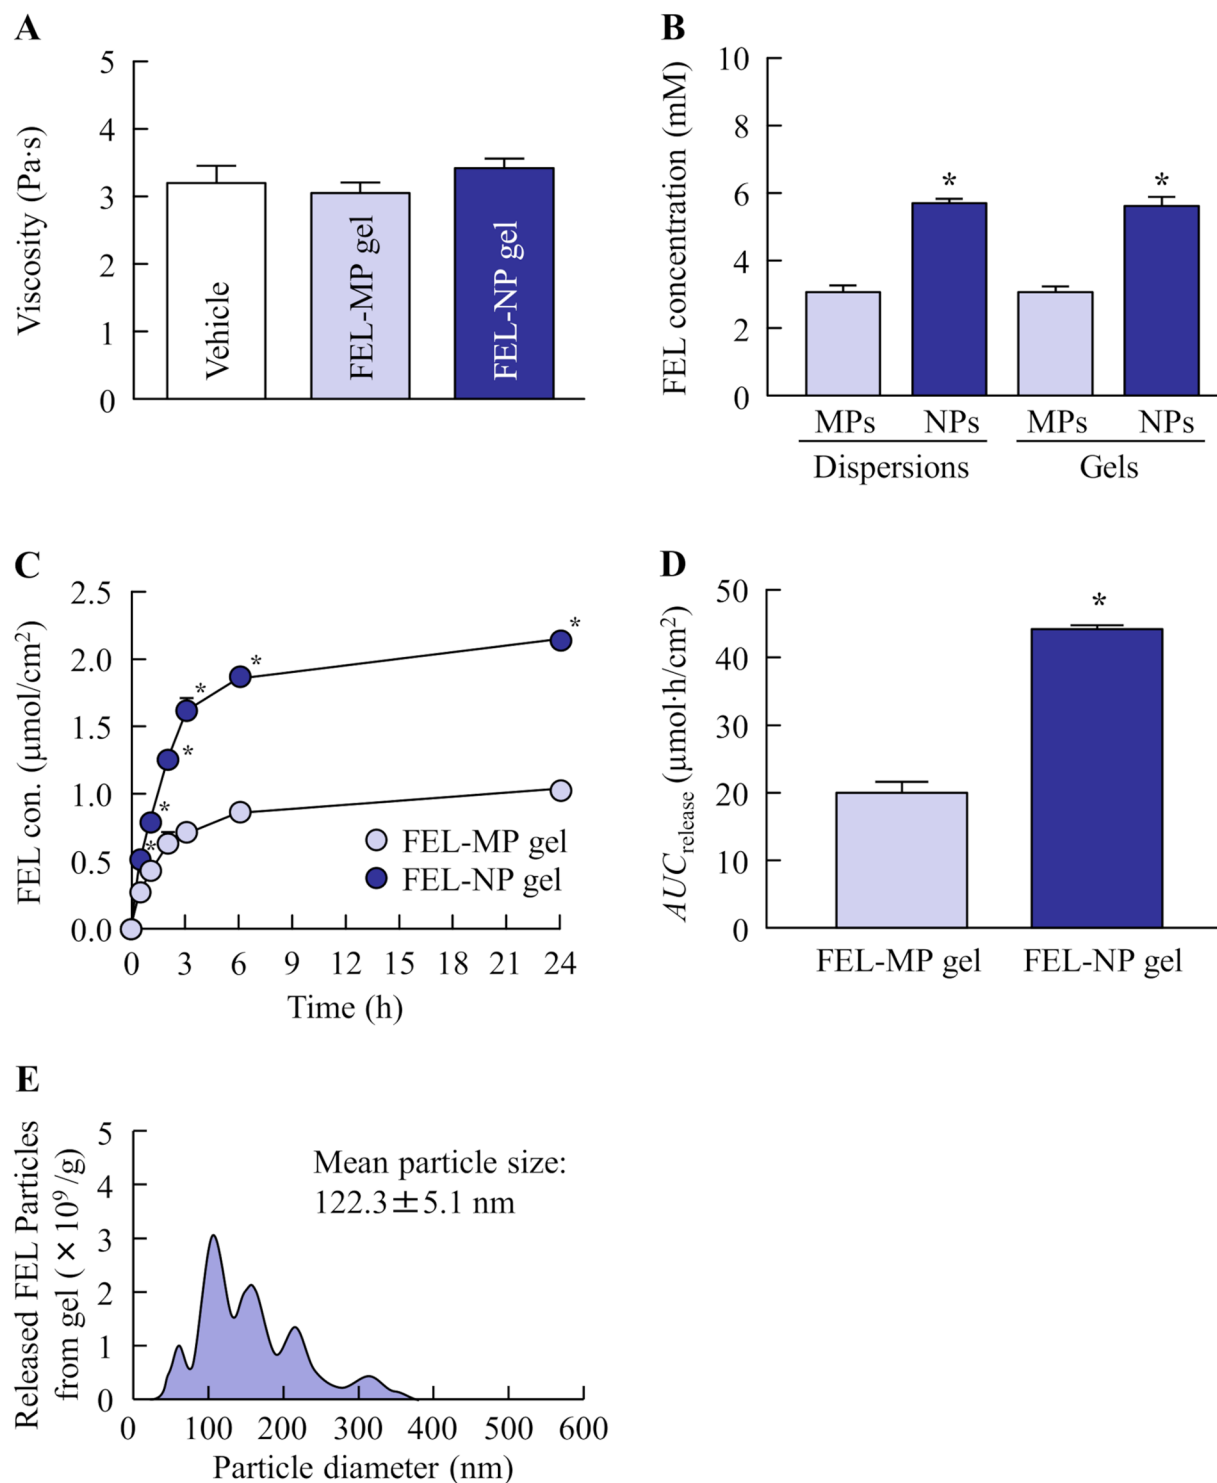 A
Viscosity (Pa·s)
5
4
3
2
1
0
Vehicle
FEL-MP gel
FEL-NP gel
B
FEL concentration (mM)
10
8
6
4
2
0
*
*
MPs NPs MPs NPs
Dispersions Gels
C
FEL con. (μmol/cm²)
2.5
2.0
1.5
1.0
0.5
0.0
*
*
*
*
*
*
FEL-MP gel
FEL-NP gel
0 3 6 9 12 15 18 21 24
Time (h)
D
AUCrelease (μmol·h/cm²)
50
40
30
20
10
0
*
FEL-MP gel FEL-NP gel
E
Released FEL Particles
from gel ( × 10⁹/g)
5
4
3
2
1
0
Mean particle size:
122.3±5.1 nm
0 100 200 300 400 500 600
Particle diameter (nm)